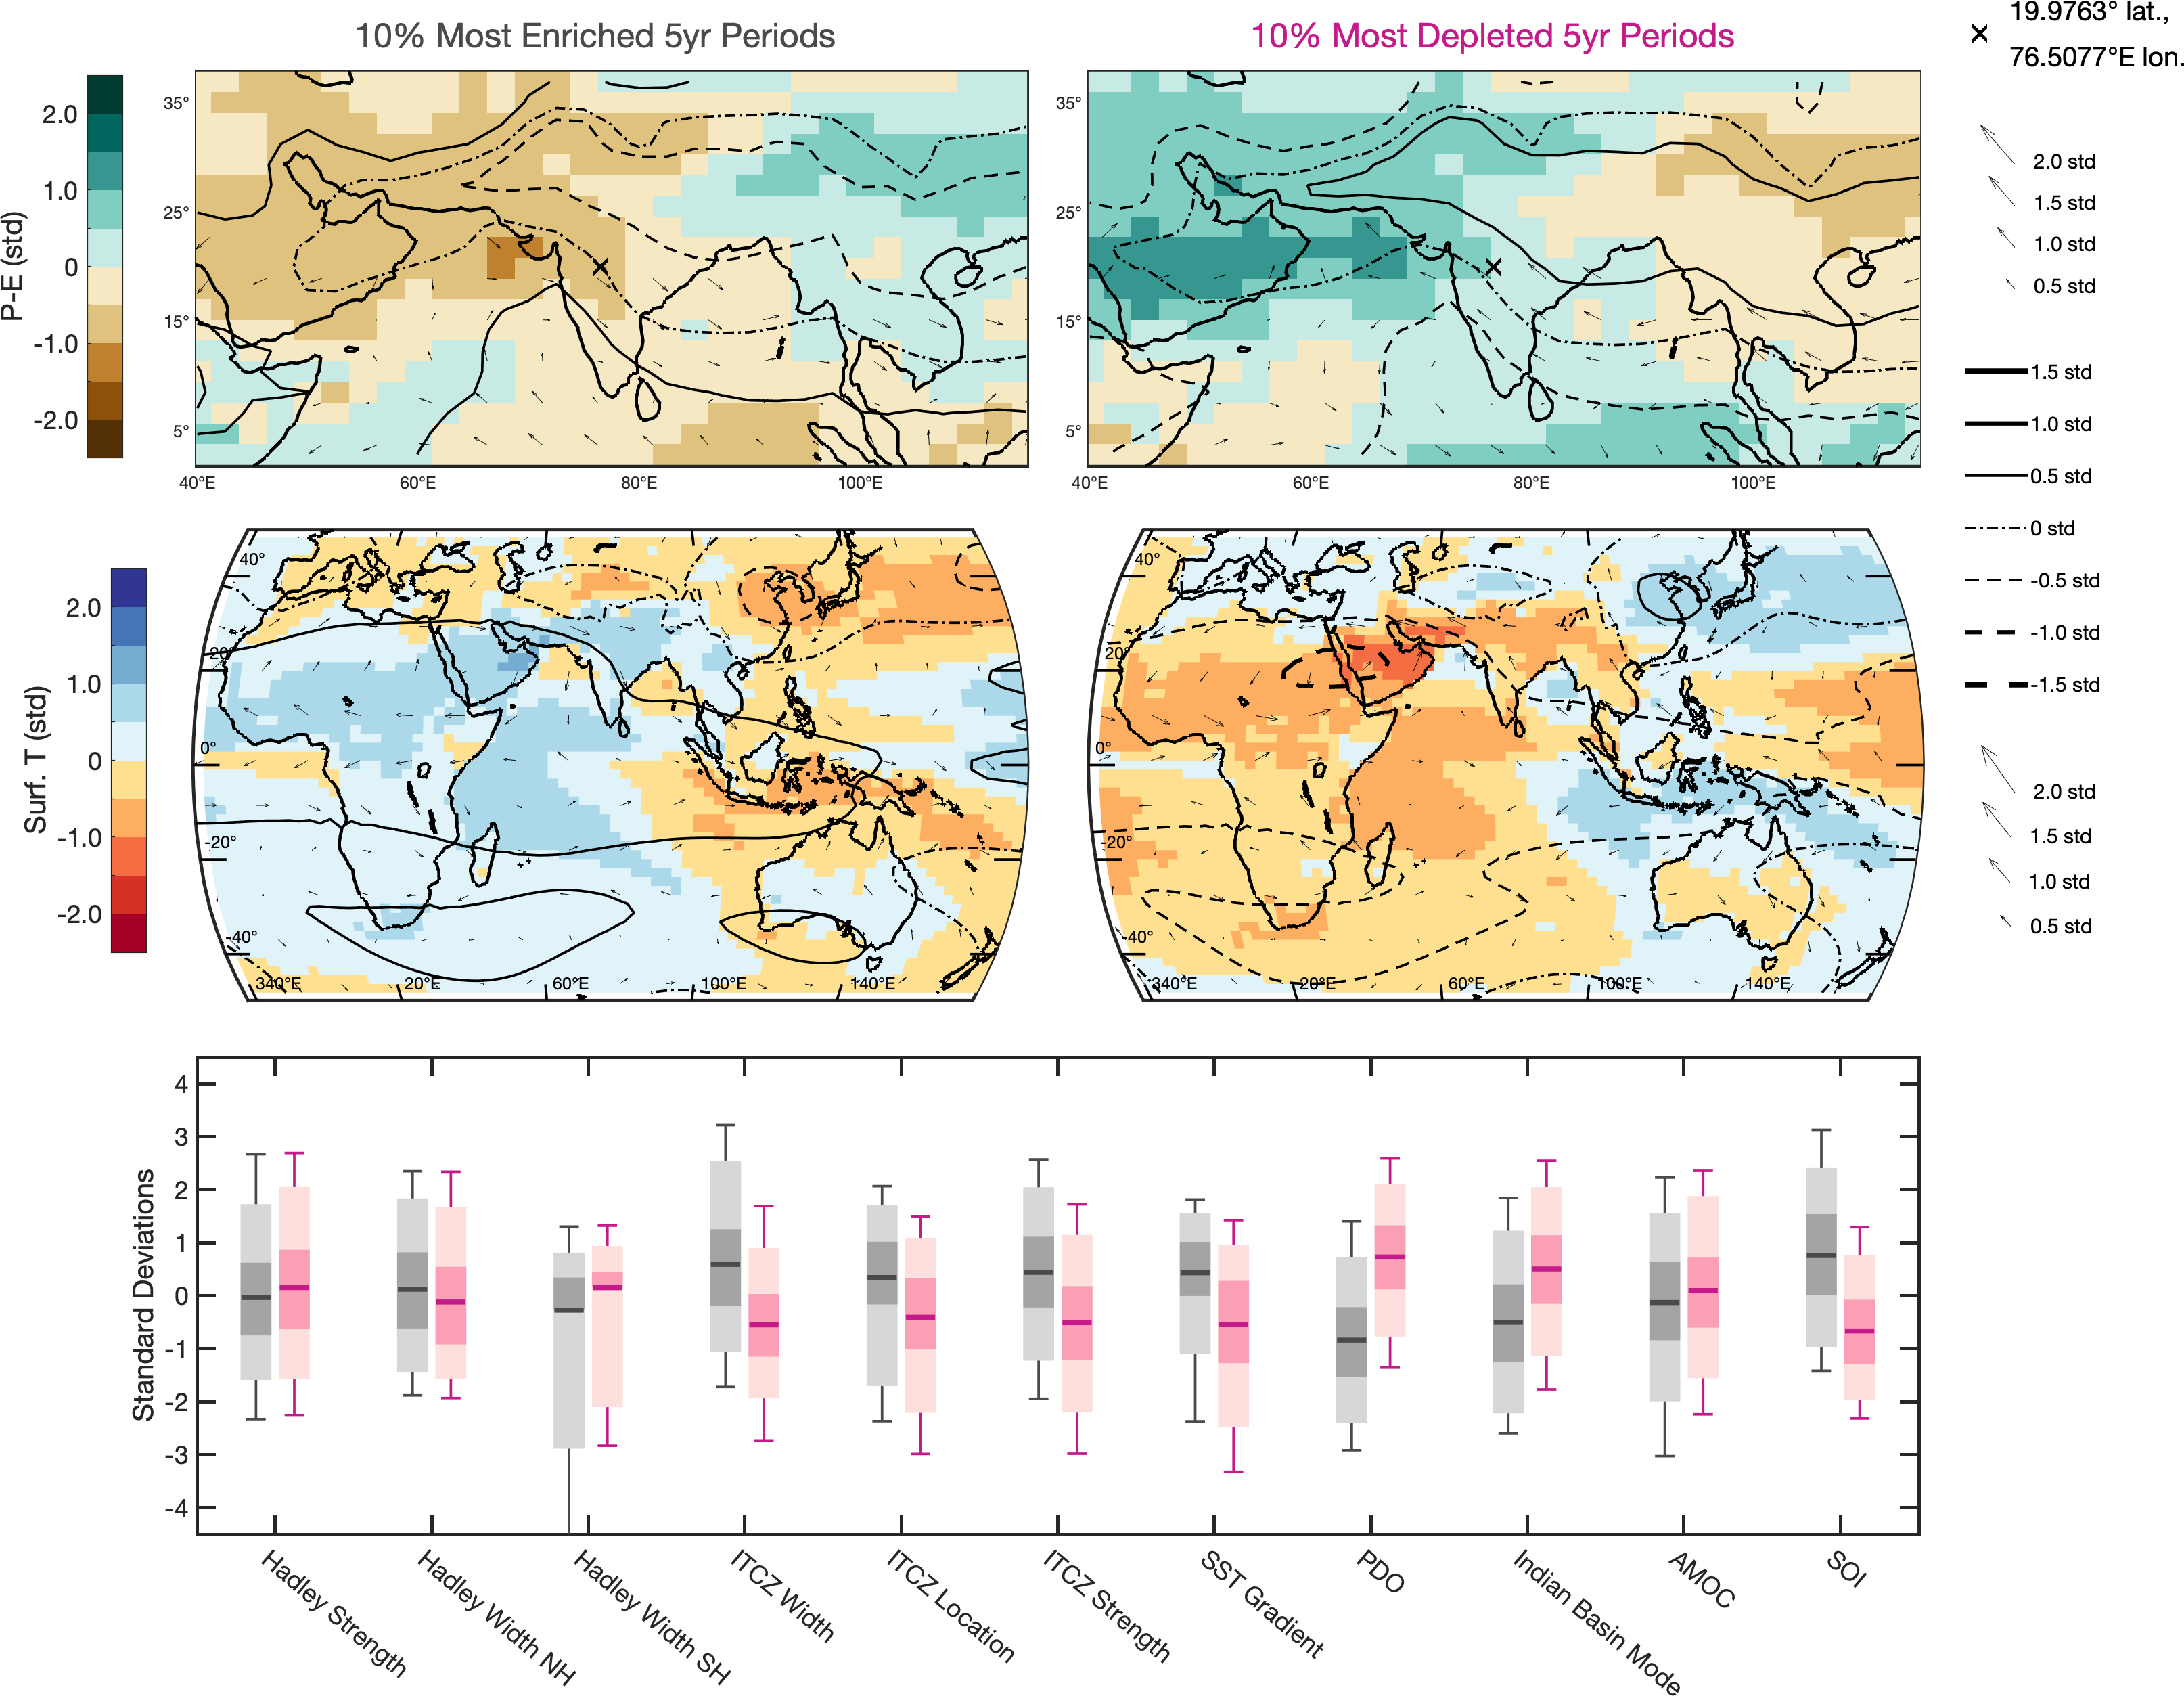 10% Most Enriched 5yr Periods
10% Most Depleted 5yr Periods
19.9763° lat.,
76.5077°E lon.
P-E (std)
2.0
1.0
0
-1.0
-2.0
35°
25°
15°
5°
40°E
60°E
80°E
100°E
35°
25°
15°
5°
40°E
60°E
80°E
100°E
2.0 std
1.5 std
1.0 std
0.5 std
1.5 std
1.0 std
0.5 std
0 std
-0.5 std
-1.0 std
-1.5 std
2.0 std
1.5 std
1.0 std
0.5 std
Surf. T (std)
2.0
1.0
0
-1.0
-2.0
40°
20°
0°
-20°
-40°
340°E
20°E
60°E
100°E
140°E
40°
20°
0°
-20°
-40°
340°E
20°E
60°E
100°E
140°E
Standard Deviations
4
3
2
1
0
-1
-2
-3
-4
Hadley Strength
Hadley Width NH
Hadley Width SH
ITCZ Width
ITCZ Location
ITCZ Strength
SST Gradient
PDO
Indian Basin Mode
AMOC
SOI